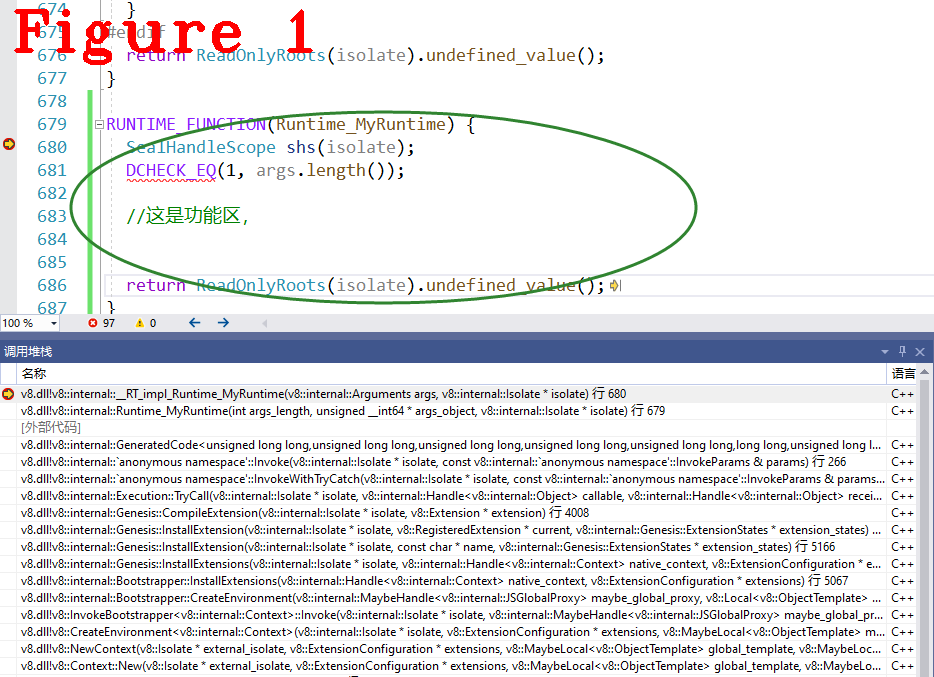 Figure 1
674 }
675 #endif
676 return ReadOnlyRoots(isolate).undefined_value();
677 }
678
679 RUNTIME_FUNCTION(Runtime_MyRuntime) {
680 SealHandleScope shs(isolate);
681 DCHECK_EQ(1, args.length());
682
683 //这是功能区,
684
685
686 return ReadOnlyRoots(isolate).undefined_value();
687 }
100 % 97 0
调用堆栈
名称 语言
v8.dll!v8::internal::__RT_impl_Runtime_MyRuntime(v8::internal::Arguments args, v8::internal::Isolate * isolate) 行 680 C++
v8.dll!v8::internal::Runtime_MyRuntime(int args_length, unsigned __int64 * args_object, v8::internal::Isolate * isolate) 行 679 C++
[外部代码]
v8.dll!v8::internal::GeneratedCode<unsigned long long,unsigned long long,unsigned long long,unsigned long long,unsigned long long,long long,unsigned long l... C++
v8.dll!v8::internal::`anonymous namespace'::Invoke(v8::internal::Isolate * isolate, const v8::internal::`anonymous namespace'::InvokeParams & params) 行 266 C++
v8.dll!v8::internal::`anonymous namespace'::InvokeWithTryCatch(v8::internal::Isolate * isolate, const v8::internal::`anonymous namespace'::InvokeParams & params... C++
v8.dll!v8::internal::Execution::TryCall(v8::internal::Isolate * isolate, v8::internal::Handle<v8::internal::Object> callable, v8::internal::Handle<v8::internal::Object> recei... C++
v8.dll!v8::internal::Genesis::CompileExtension(v8::internal::Isolate * isolate, v8::Extension * extension) 行 4008 C++
v8.dll!v8::internal::Genesis::InstallExtension(v8::internal::Isolate * isolate, v8::RegisteredExtension * current, v8::internal::Genesis::ExtensionStates * extension_states) ... C++
v8.dll!v8::internal::Genesis::InstallExtension(v8::internal::Isolate * isolate, const char * name, v8::internal::Genesis::ExtensionStates * extension_states) 行 5166 C++
v8.dll!v8::internal::Genesis::InstallExtensions(v8::internal::Isolate * isolate, v8::internal::Handle<v8::internal::Context> native_context, v8::ExtensionConfiguration * e... C++
v8.dll!v8::internal::Bootstrapper::InstallExtensions(v8::internal::Handle<v8::internal::Context> native_context, v8::ExtensionConfiguration * extensions) 行 5067 C++
v8.dll!v8::internal::Bootstrapper::CreateEnvironment(v8::internal::MaybeHandle<v8::internal::JSGlobalProxy> maybe_global_proxy, v8::Local<v8::ObjectTemplate> ... C++
v8.dll!v8::InvokeBootstrapper<v8::internal::Context>::Invoke(v8::internal::Isolate * isolate, v8::internal::MaybeHandle<v8::internal::JSGlobalProxy> maybe_global_pr... C++
v8.dll!v8::CreateEnvironment<v8::internal::Context>(v8::internal::Isolate * isolate, v8::ExtensionConfiguration * extensions, v8::MaybeLocal<v8::ObjectTemplate> m... C++
v8.dll!v8::NewContext(v8::Isolate * external_isolate, v8::ExtensionConfiguration * extensions, v8::MaybeLocal<v8::ObjectTemplate> global_template, v8::MaybeLoc... C++
v8.dll!v8::Context::New(v8::Isolate * external_isolate, v8::ExtensionConfiguration * extensions, v8::MaybeLocal<v8::ObjectTemplate> global_template, v8::MaybeLo... C++